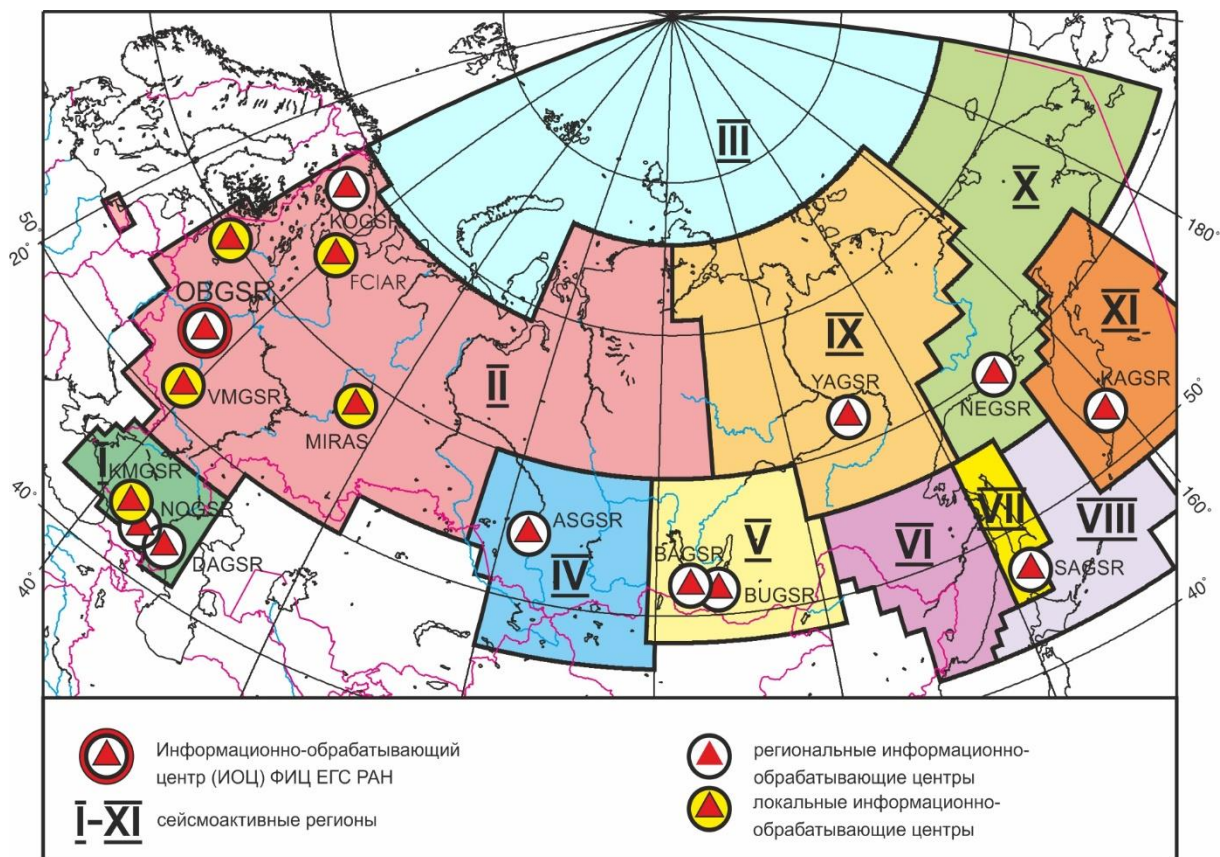 III
X
180°
50°
20°
KOGSR
FCIAR
OBGSR
XI
IX
II
KAGSR
YAGSR
NEGSR
50°
VMGSR
MIRAS
I
KMGSR
40°
NOGSR
DAGSR
ASGSR
IV
BAGSR
V
BUGSR
VI
VII
VIII
160°
SAGSR
40°
40°
Информационно-обрабатывающий
центр (ИОЦ) ФИЦ ЕГС РАН
I-XI сейсмоактивные регионы
региональные информационно-
обрабатывающие центры
локальные информационно-
обрабатывающие центры